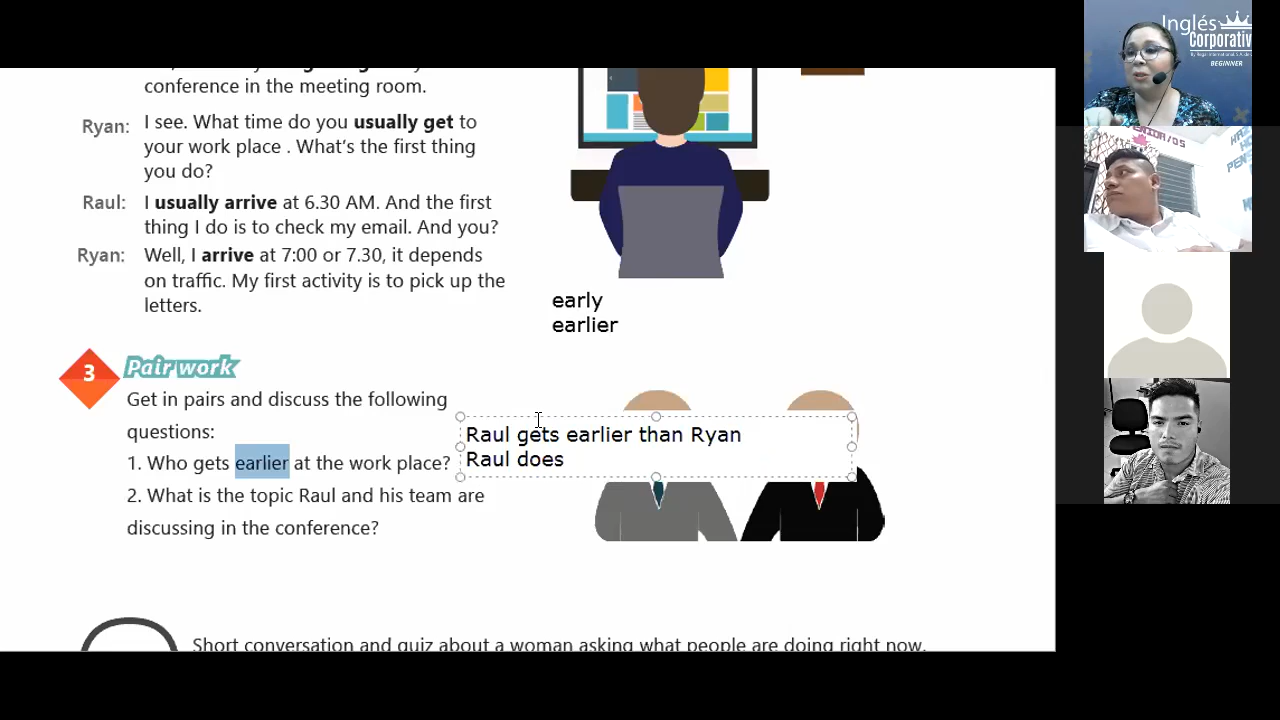 Inglés
Corporativ
BEGINNER
conference in the meeting room.
Ryan: I see. What time do you usually get to
your work place . What's the first thing
you do?
Raul: I usually arrive at 6.30 AM. And the first
thing I do is to check my email. And you?
Ryan: Well, I arrive at 7:00 or 7.30, it depends
on traffic. My first activity is to pick up the
letters.
early
earlier
3 Pair work
Get in pairs and discuss the following
questions:
1. Who gets earlier at the work place?
2. What is the topic Raul and his team are
discussing in the conference?
Raul gets earlier than Ryan
Raul does
Short conversation and quiz about a woman asking what people are doing right now.